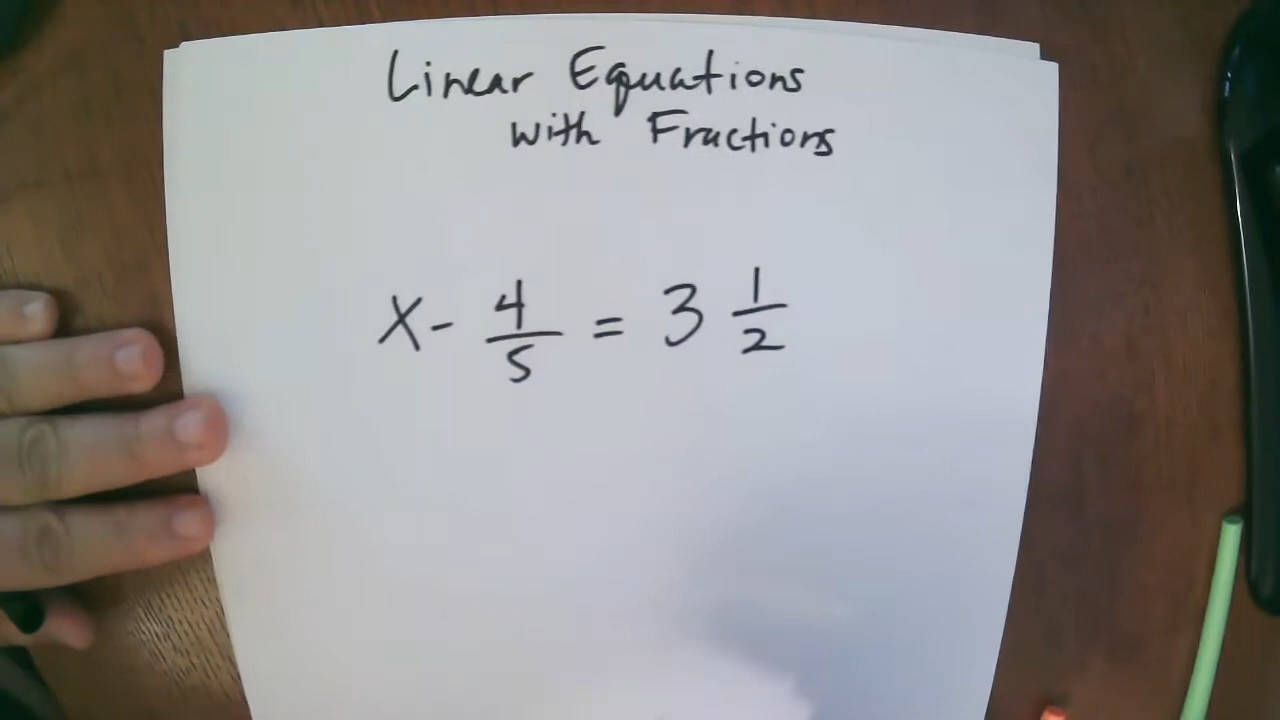 Linear Equations
with Fractions
x - 4/5 = 3 1/2